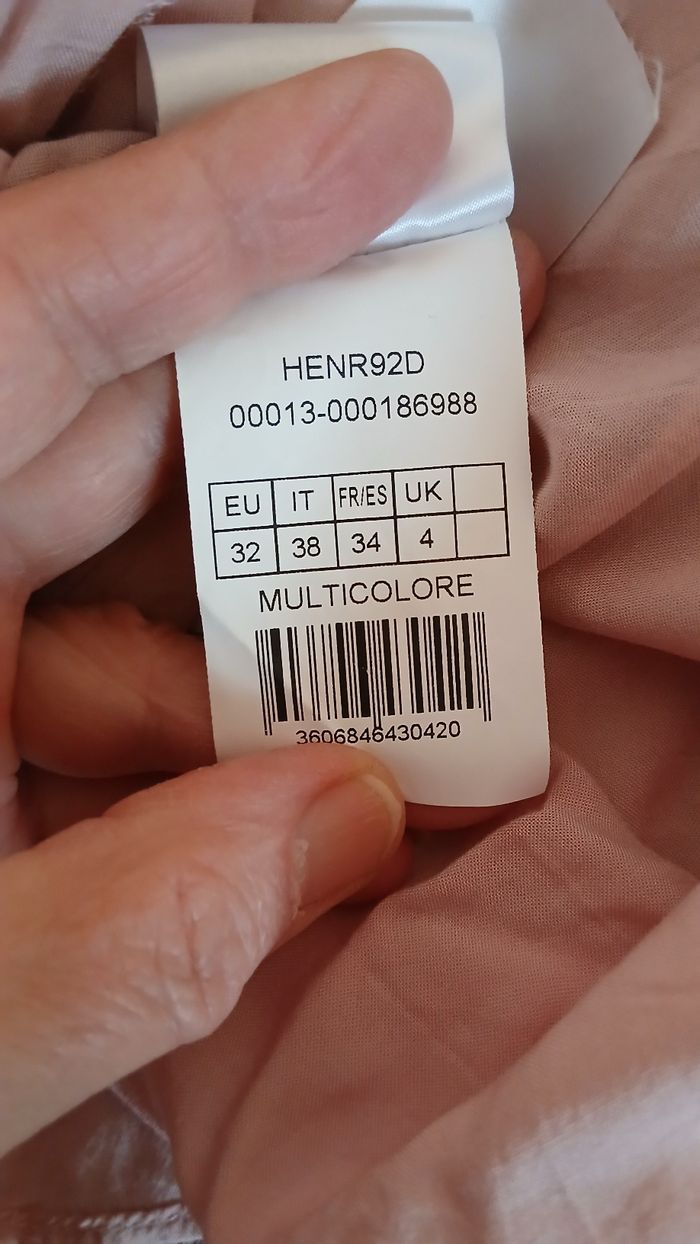 HENR92D
00013-000186988
EU IT FR/ES UK
32 38 34 4
MULTICOLORE
3606846430420